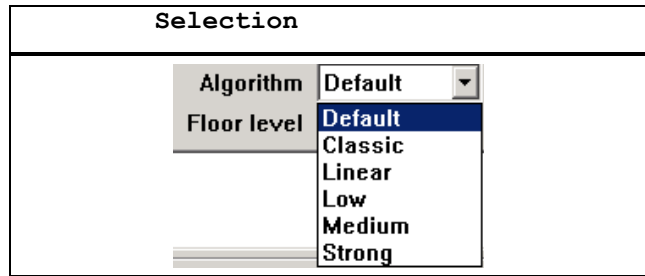 Selection
Algorithm Default
Floor level Default
Classic
Linear
Low
Medium
Strong